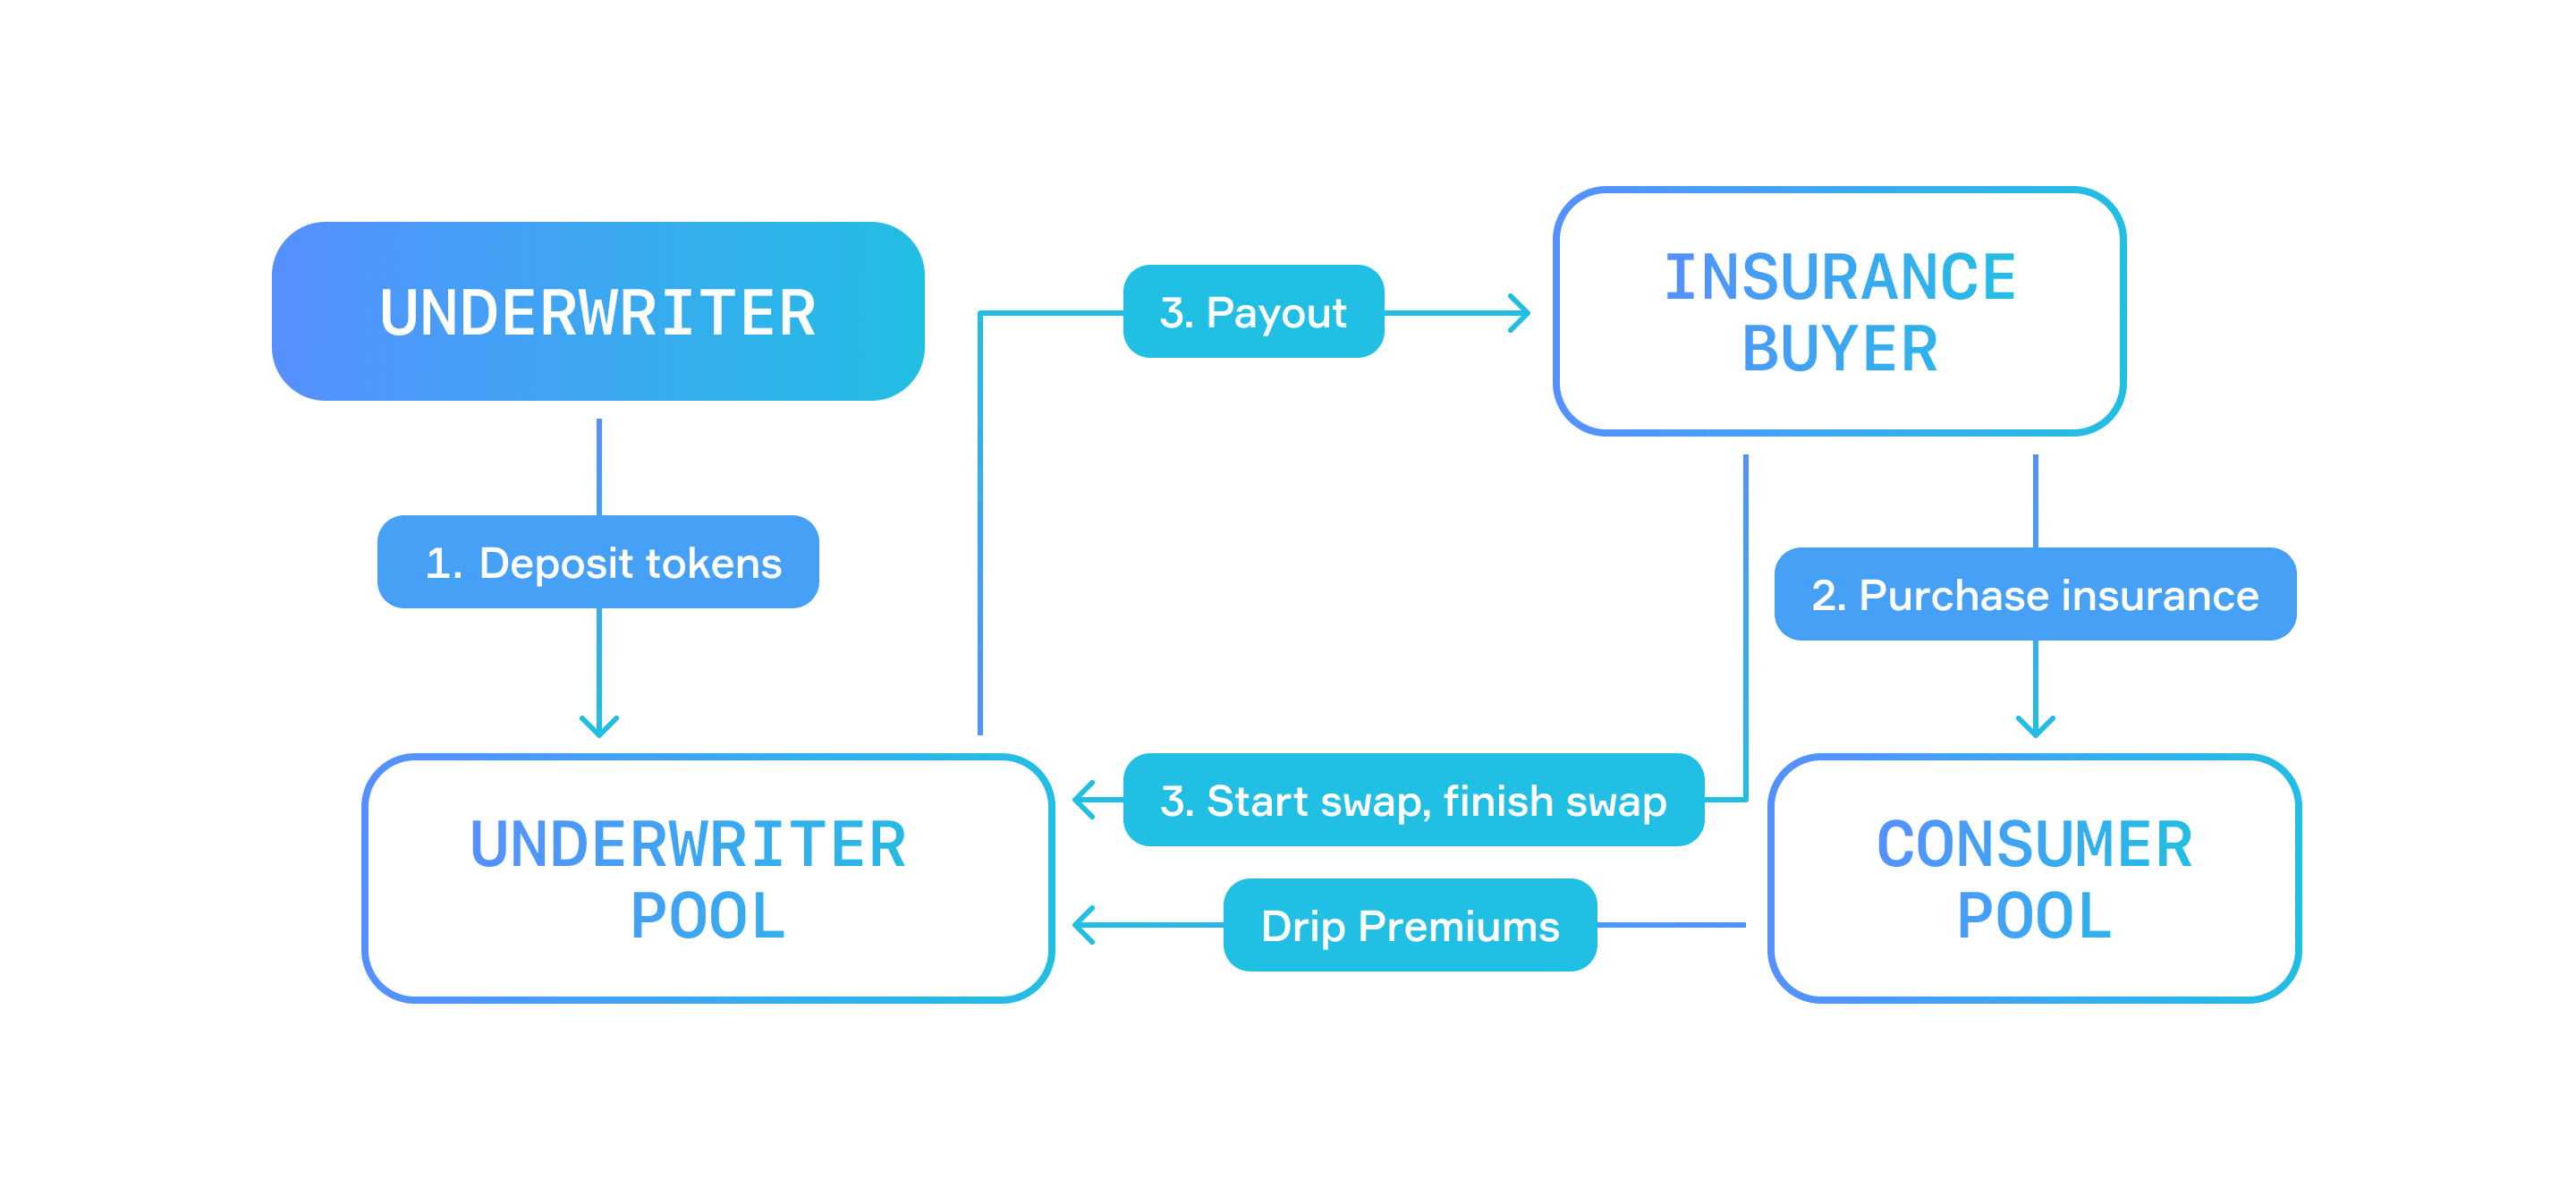 UNDERWRITER
3. Payout
INSURANCE
BUYER
1. Deposit tokens
2. Purchase insurance
3. Start swap, finish swap
UNDERWRITER
POOL
Drip Premiums
CONSUMER
POOL